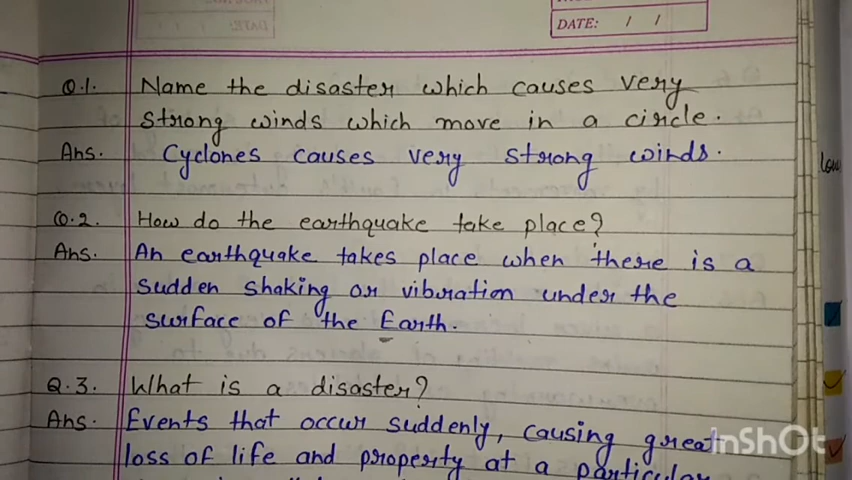 DATE: / /
Q.1. Name the disaster which causes very
strong winds which move in a circle.
Ans. Cyclones causes very strong winds.
Q.2. How do the earthquake take place?
Ans. An earthquake takes place when there is a
sudden shaking or vibration under the
surface of the Earth.
Q.3. What is a disaster?
Ans. Events that occur suddenly, causing great
loss of life and property at a particular
InShOt